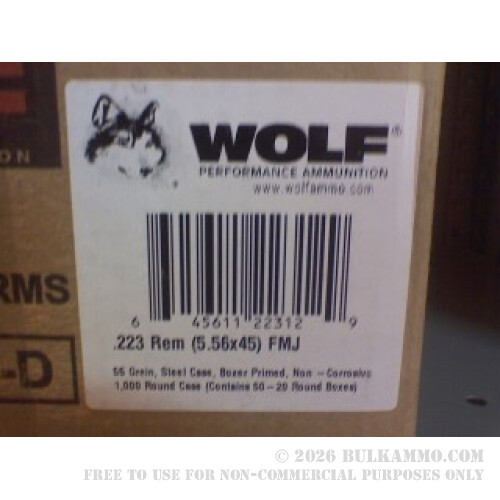 WOLF®
PERFORMANCE AMMUNITION
www.wolfammo.com
ON
RMS
-D
6 45611 22312 9
.223 Rem (5.56x45) FMJ
55 Grain, Steel Case, Boxer Primed, Non - Corrosive
1,000 Round Case (Contains 50 - 20 Round Boxes)
© 2026 BULKAMMO.COM
FREE TO USE FOR NON-COMMERCIAL PURPOSES ONLY